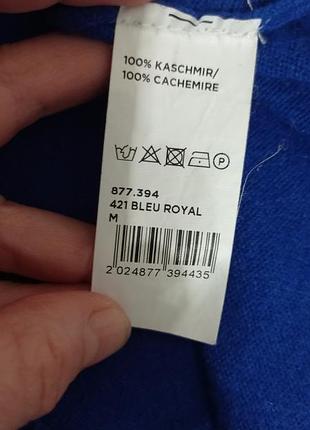 100% KASCHMIR/
100% CACHEMIRE
P
877.394
421 BLEU ROYAL
M
2 024877 394435